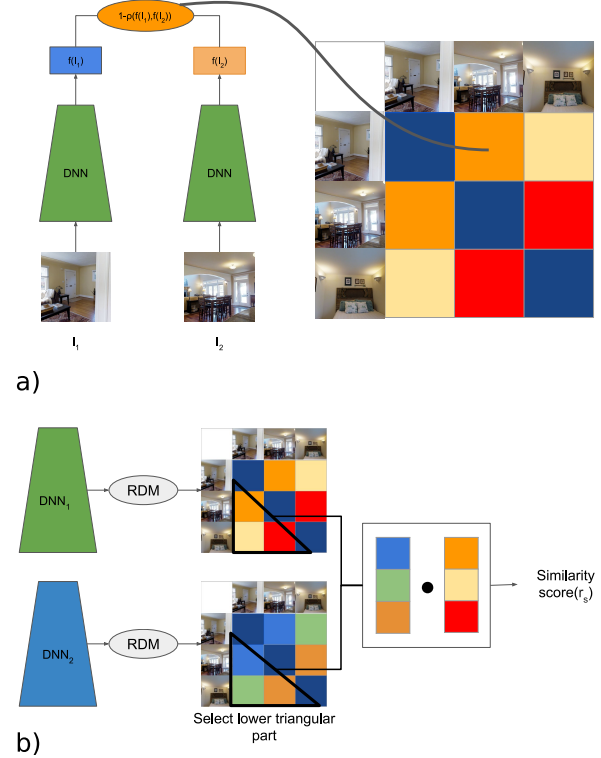 1-ρ(f(I₁),f(I₂))
f(I₁)
f(I₂)
DNN
DNN
I₁
I₂
a)
DNN₁
RDM
DNN₂
RDM
Similarity
score(rₛ)
Select lower triangular
part
b)